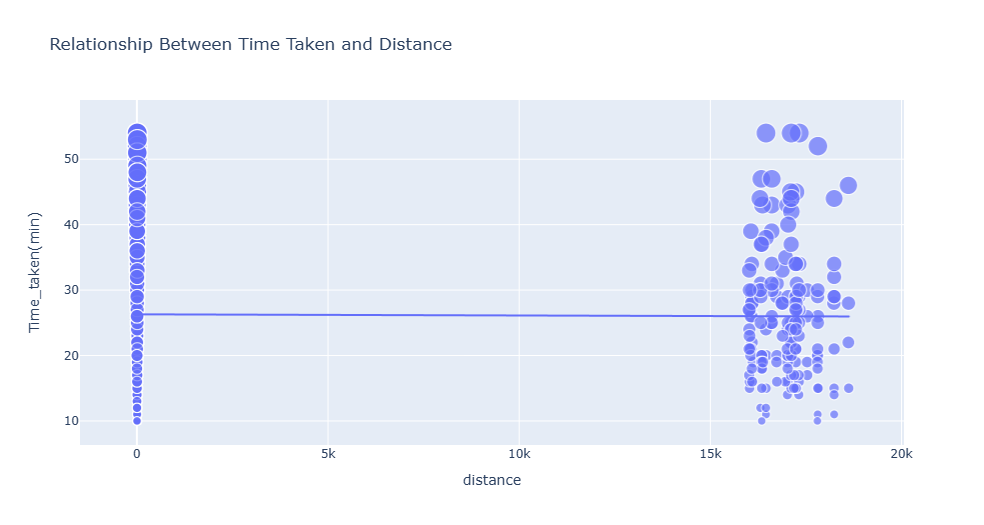 Relationship Between Time Taken and Distance
50
40
30
20
10
Time_taken(min)
0
5k
10k
15k
20k
distance